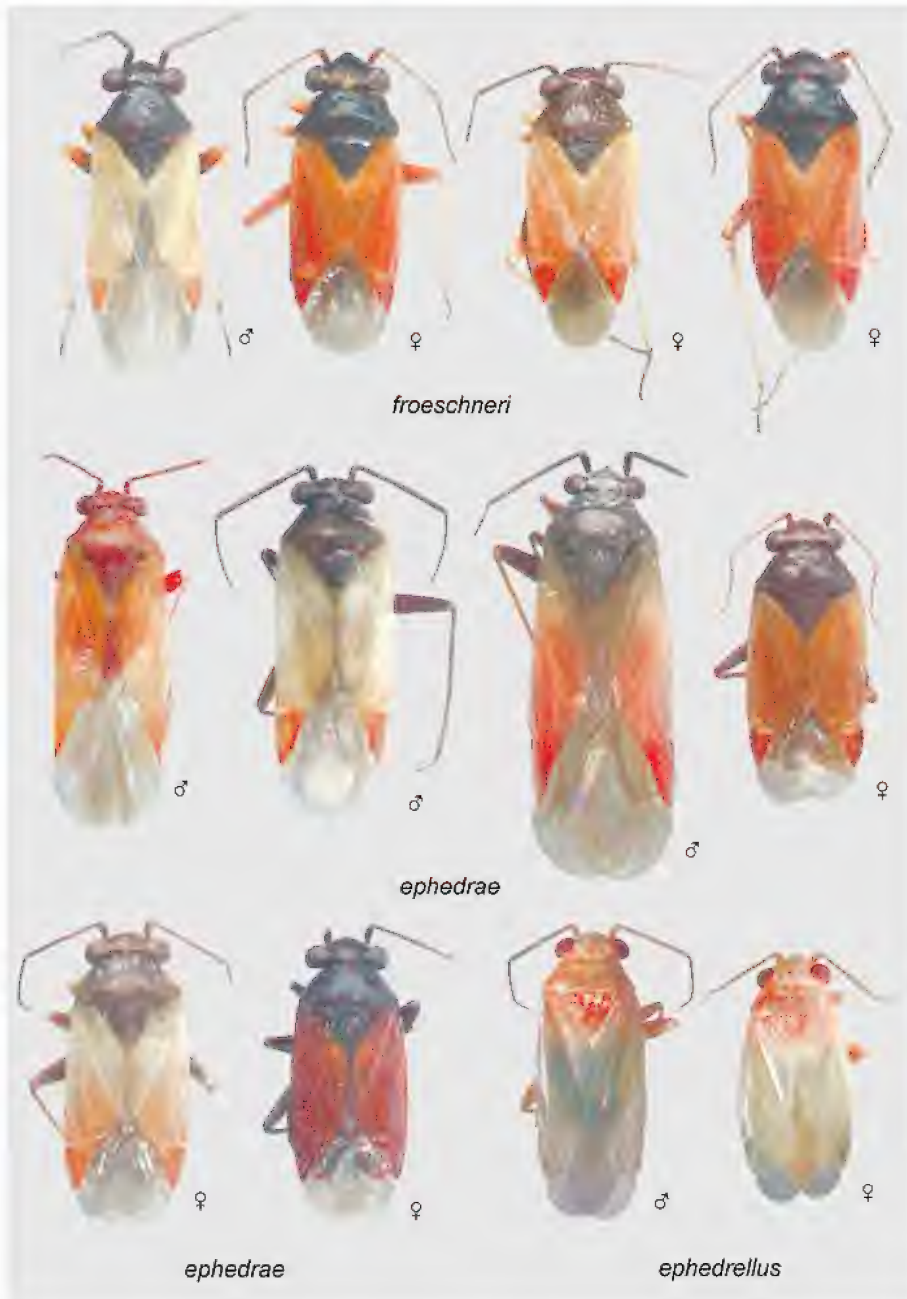 ♂ ♀ ♀ ♀
froeschneri
♂ ♂ ♂ ♀
ephedrae
♀ ♀ ♂ ♀
ephedrae ephedrellus